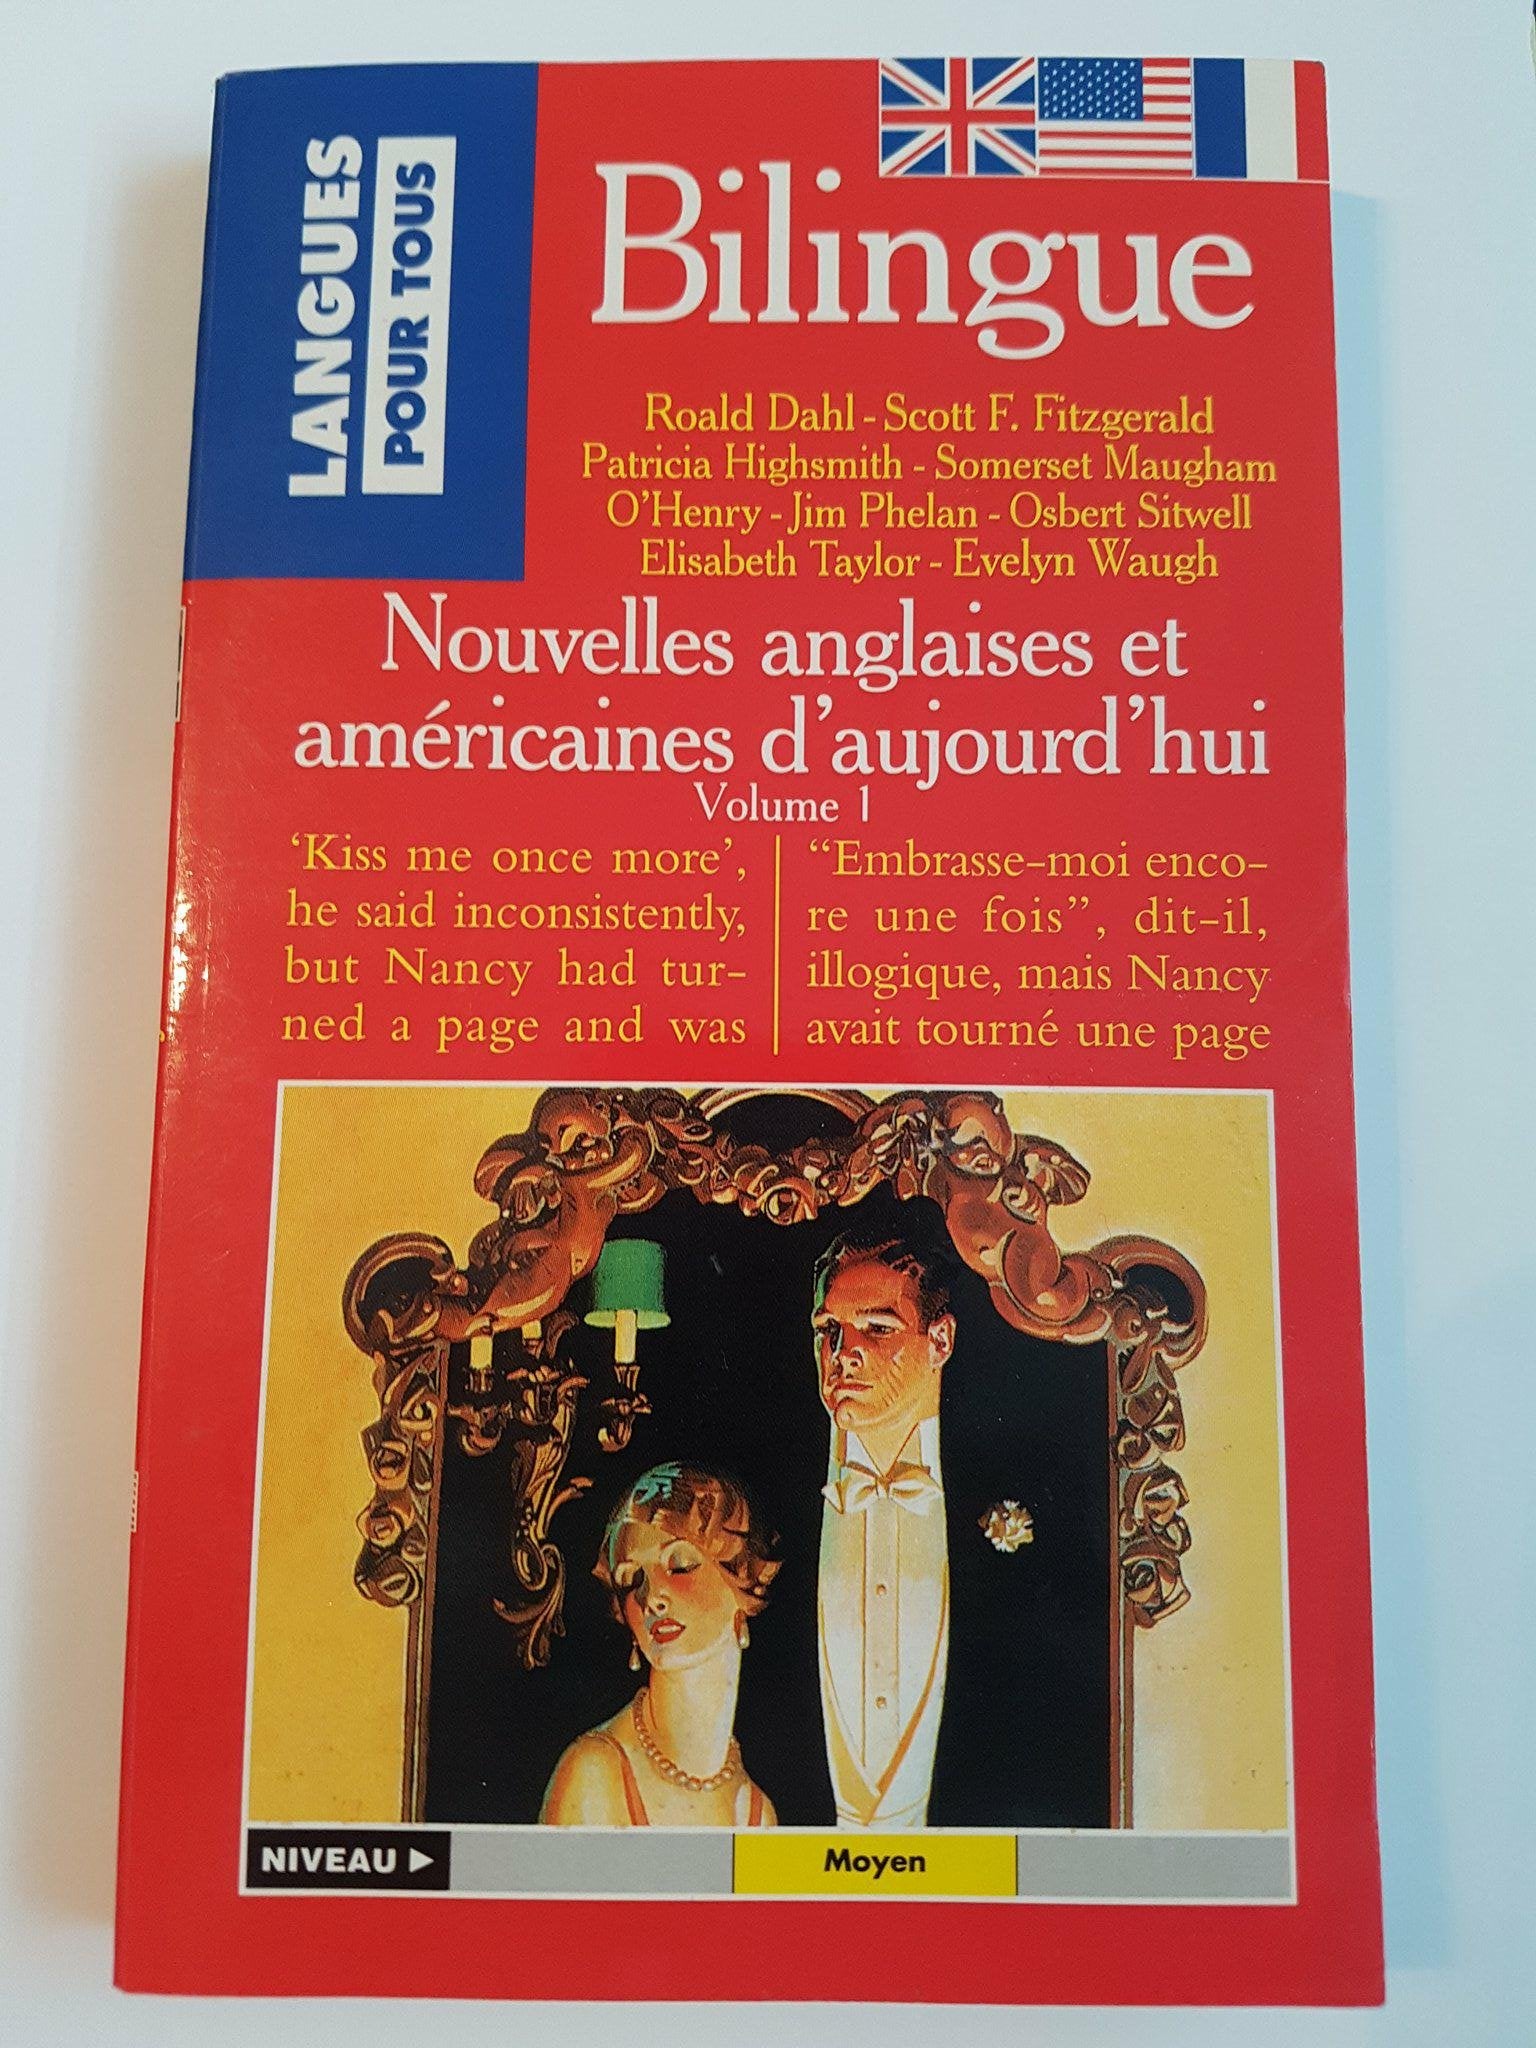 LANGUES
POUR TOUS
Bilingue
Roald Dahl - Scott F. Fitzgerald
Patricia Highsmith - Somerset Maugham
O'Henry - Jim Phelan - Osbert Sitwell
Elisabeth Taylor - Evelyn Waugh
Nouvelles anglaises et
américaines d'aujourd'hui
Volume 1
‘Kiss me once more’,
he said inconsistently,
but Nancy had tur-
ned a page and was
“Embrasse-moi enco-
re une fois”, dit-il,
illogique, mais Nancy
avait tourné une page
NIVEAU
Moyen